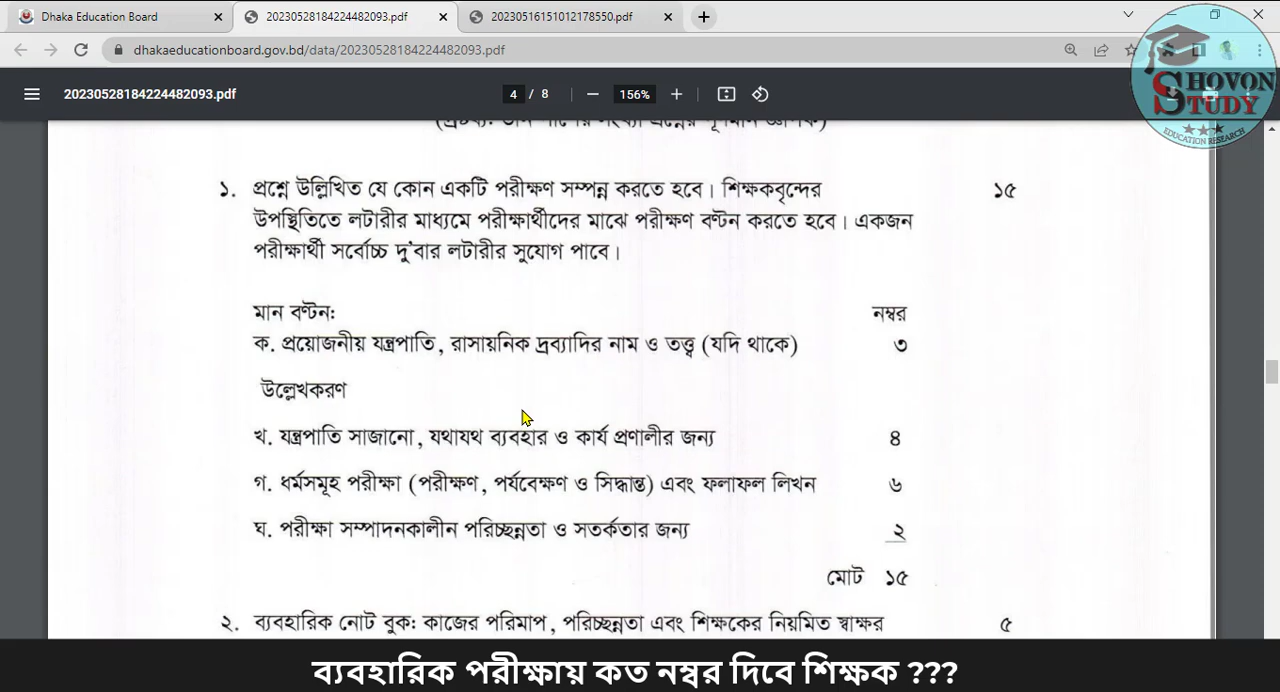 Dhaka Education Board
20230528184224482093.pdf
20230516151012178550.pdf
dhakaeducationboard.gov.bd/data/20230528184224482093.pdf
20230528184224482093.pdf
4 / 8
156%
SHOVON
STUDY
EDUCATION RESEARCH
১. প্রশ্নে উল্লিখিত যে কোন একটি পরীক্ষণ সম্পন্ন করতে হবে। শিক্ষকবৃন্দের ১৫
উপস্থিতিতে লটারীর মাধ্যমে পরীক্ষার্থীদের মাঝে পরীক্ষণ বণ্টন করতে হবে। একজন
পরীক্ষার্থী সর্বোচ্চ দু'বার লটারীর সুযোগ পাবে।
মান বণ্টন: নম্বর
ক. প্রয়োজনীয় যন্ত্রপাতি, রাসায়নিক দ্রব্যাদির নাম ও তত্ত্ব (যদি থাকে) ৩
উল্লেখকরণ
খ. যন্ত্রপাতি সাজানো, যথাযথ ব্যবহার ও কার্য প্রণালীর জন্য ৪
গ. ধর্মসমূহ পরীক্ষা (পরীক্ষণ, পর্যবেক্ষণ ও সিদ্ধান্ত) এবং ফলাফল লিখন ৬
ঘ. পরীক্ষা সম্পাদনকালীন পরিচ্ছন্নতা ও সতর্কতার জন্য ২
মোট ১৫
২. ব্যবহারিক নোট বুক: কাজের পরিমাপ, পরিচ্ছন্নতা এবং শিক্ষকের নিয়মিত স্বাক্ষর ৫
ব্যবহারিক পরীক্ষায় কত নম্বর দিবে শিক্ষক ???